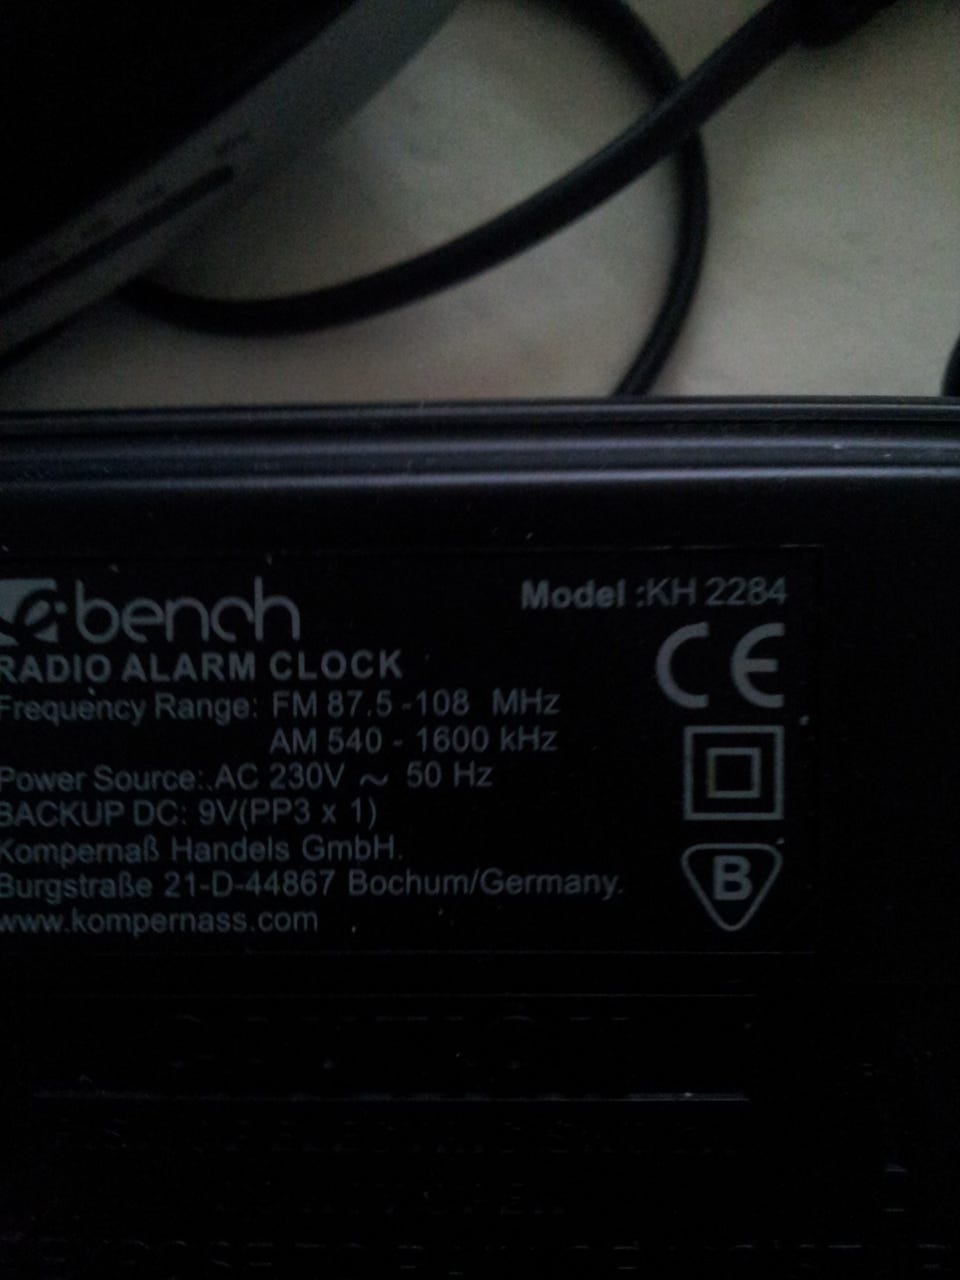 e-bench
Model :KH 2284
RADIO ALARM CLOCK
CE
Frequency Range: FM 87.5 -108 MHz
AM 540 - 1600 kHz
Power Source:.AC 230V ~ 50 Hz
BACKUP DC: 9V(PP3 x 1)
Kompernaß Handels GmbH.
Burgstraße 21-D-44867 Bochum/Germany.
B
www.kompernass.com